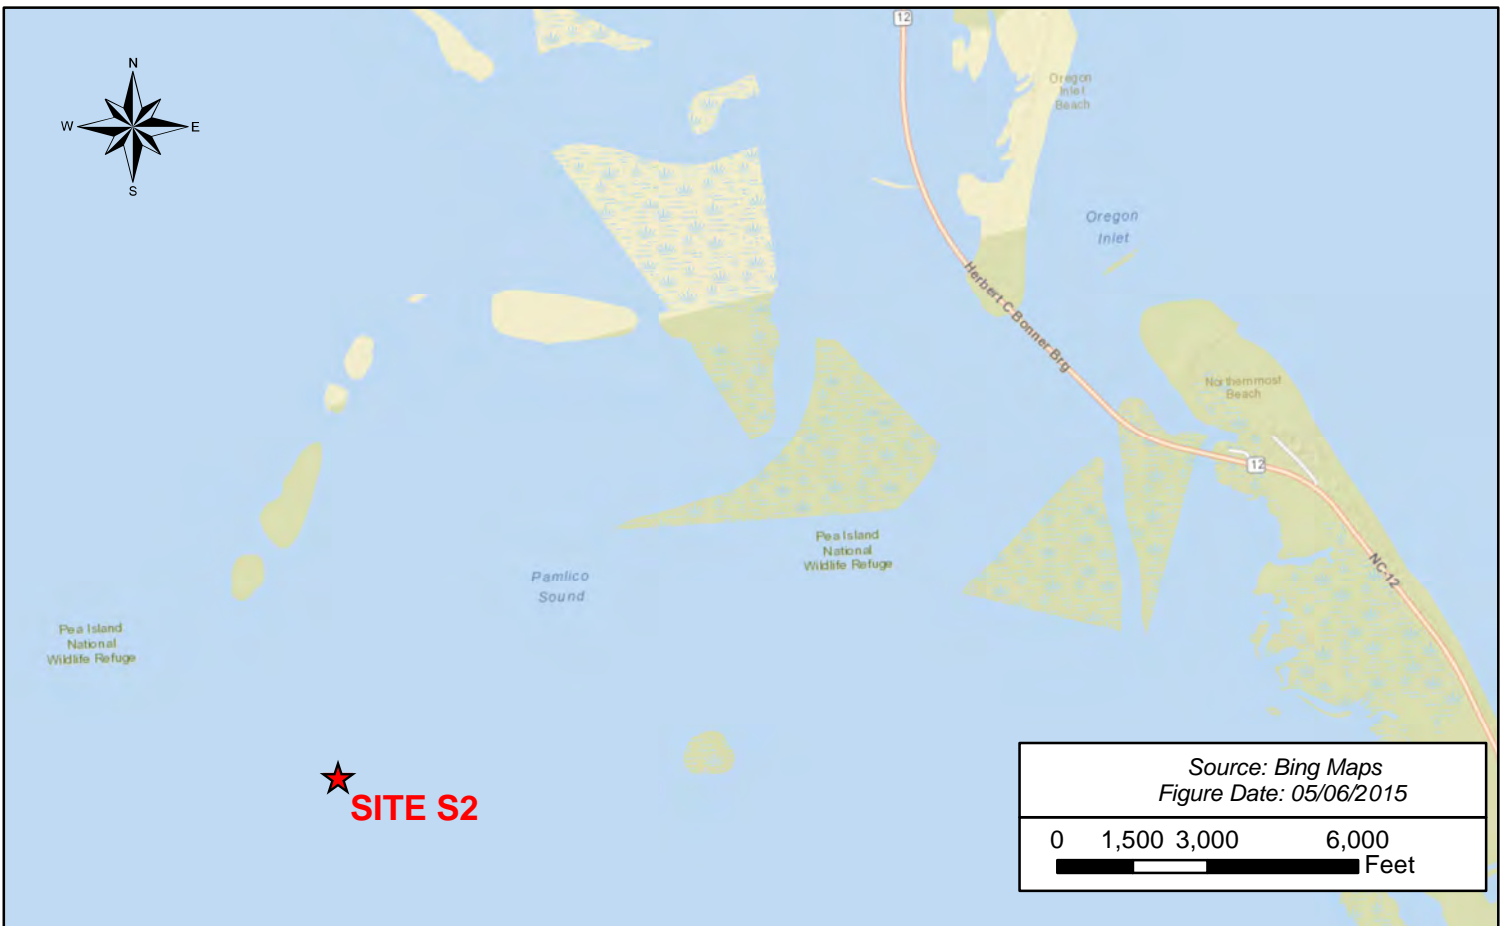 12
N
W
E
S
Oregon
Inlet
Beach
Oregon
Inlet
Herbert C Bonner Brg
Northernmost
Beach
12
NC-12
Pea Island
National
Wildlife Refuge
Pamlico
Sound
Pea Island
National
Wildlife Refuge
SITE S2
Source: Bing Maps
Figure Date: 05/06/2015
0 1,500 3,000 6,000
Feet